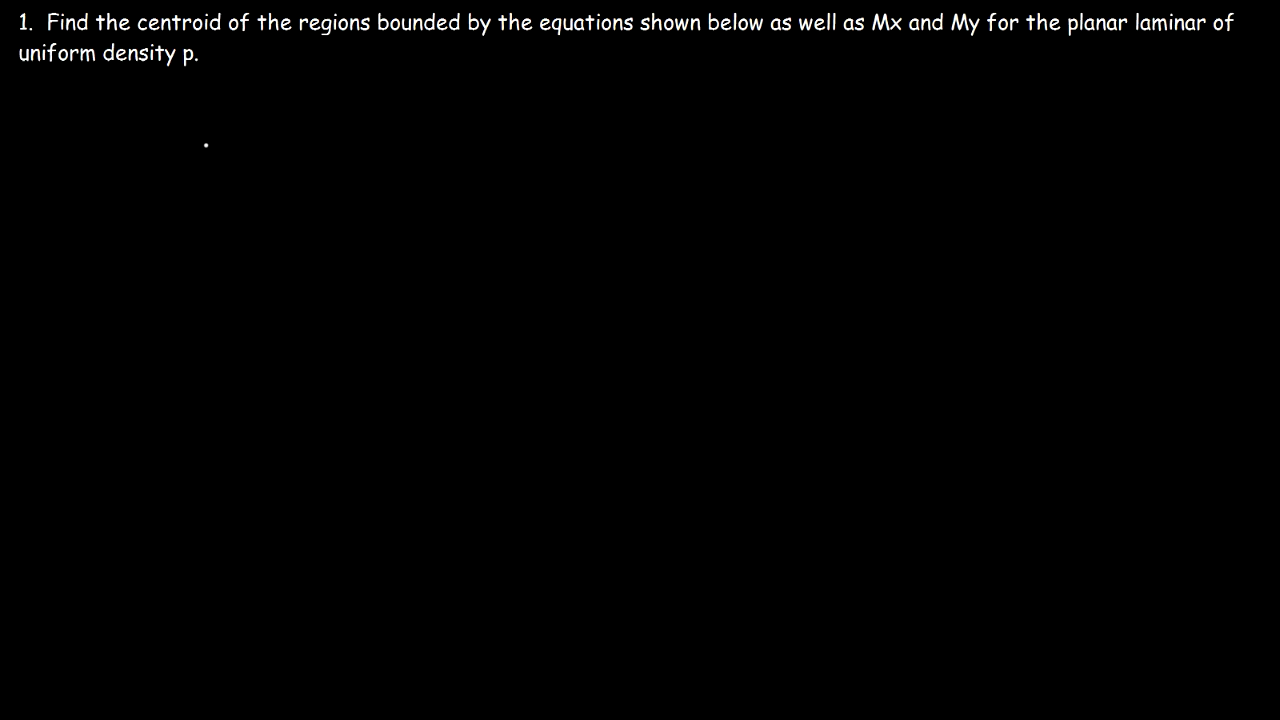 1. Find the centroid of the regions bounded by the equations shown below as well as Mx and My for the planar laminar of
uniform density p.